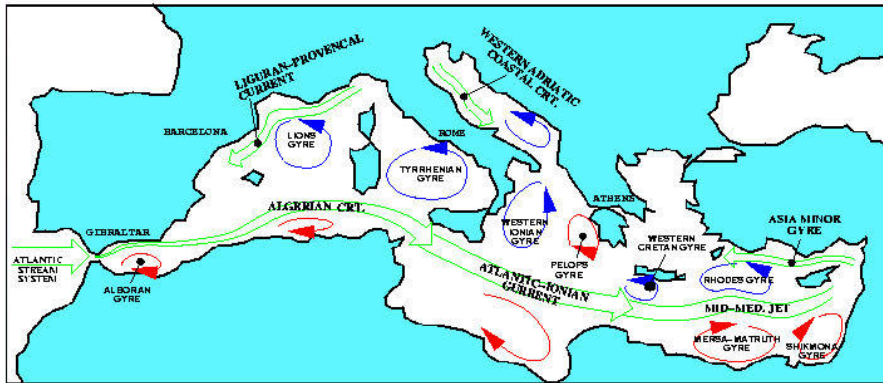 LIGURAN-PROVENCAL
CURRENT
WESTERN ADRIATIC
COASTAL CRT.
BARCELONA
LIONS
GYRE
ROME
TYRRHENIAN
GYRE
ATHENS
ALGERIAN CRT.
GIBRALTAR
WESTERN
IONIAN
GYRE
ASIA MINOR
GYRE
WESTERN
CRETAN GYRE
ATLANTIC
STREAM
SYSTEM
PELOPS
GYRE
RHODES GYRE
ALBORAN
GYRE
ATLANTIC-IONIAN
CURRENT
MID-MED. JET
MERSA-MATRUTH
GYRE
SHIKMONA
GYRE